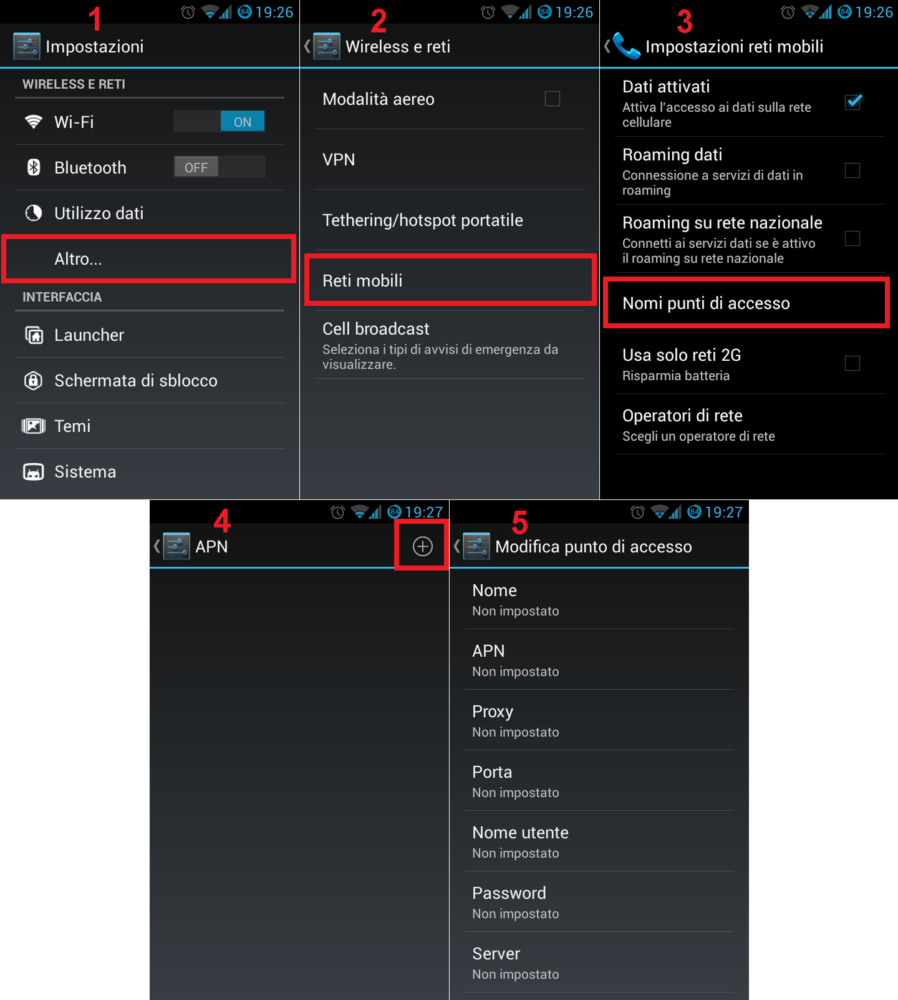 1
84 19:26
Impostazioni
WIRELESS E RETI
Wi-Fi ON
Bluetooth OFF
Utilizzo dati
Altro...
INTERFACCIA
Launcher
Schermata di sblocco
Temi
Sistema
2
84 19:26
Wireless e reti
Modalità aereo
VPN
Tethering/hotspot portatile
Reti mobili
Cell broadcast
Seleziona i tipi di avvisi di emergenza da
visualizzare.
3
84 19:26
Impostazioni reti mobili
Dati attivati
Attiva l'accesso ai dati sulla rete
cellulare
Roaming dati
Connessione a servizi di dati in
roaming
Roaming su rete nazionale
Connetti ai servizi dati se è attivo
il roaming su rete nazionale
Nomi punti di accesso
Usa solo reti 2G
Risparmia batteria
Operatori di rete
Scegli un operatore di rete
4
84 19:27
APN
5
84 19:27
Modifica punto di accesso
Nome
Non impostato
APN
Non impostato
Proxy
Non impostato
Porta
Non impostato
Nome utente
Non impostato
Password
Non impostato
Server
Non impostato